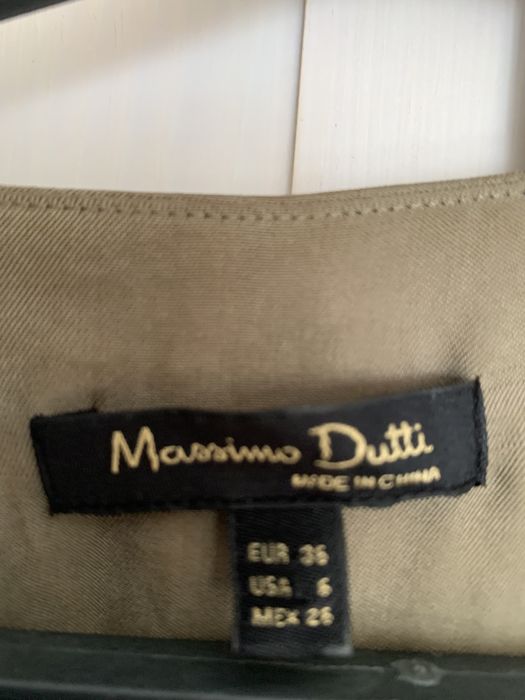 Massimo Dutti
MADE IN CHINA
EUR 36
USA 6
MEX 26